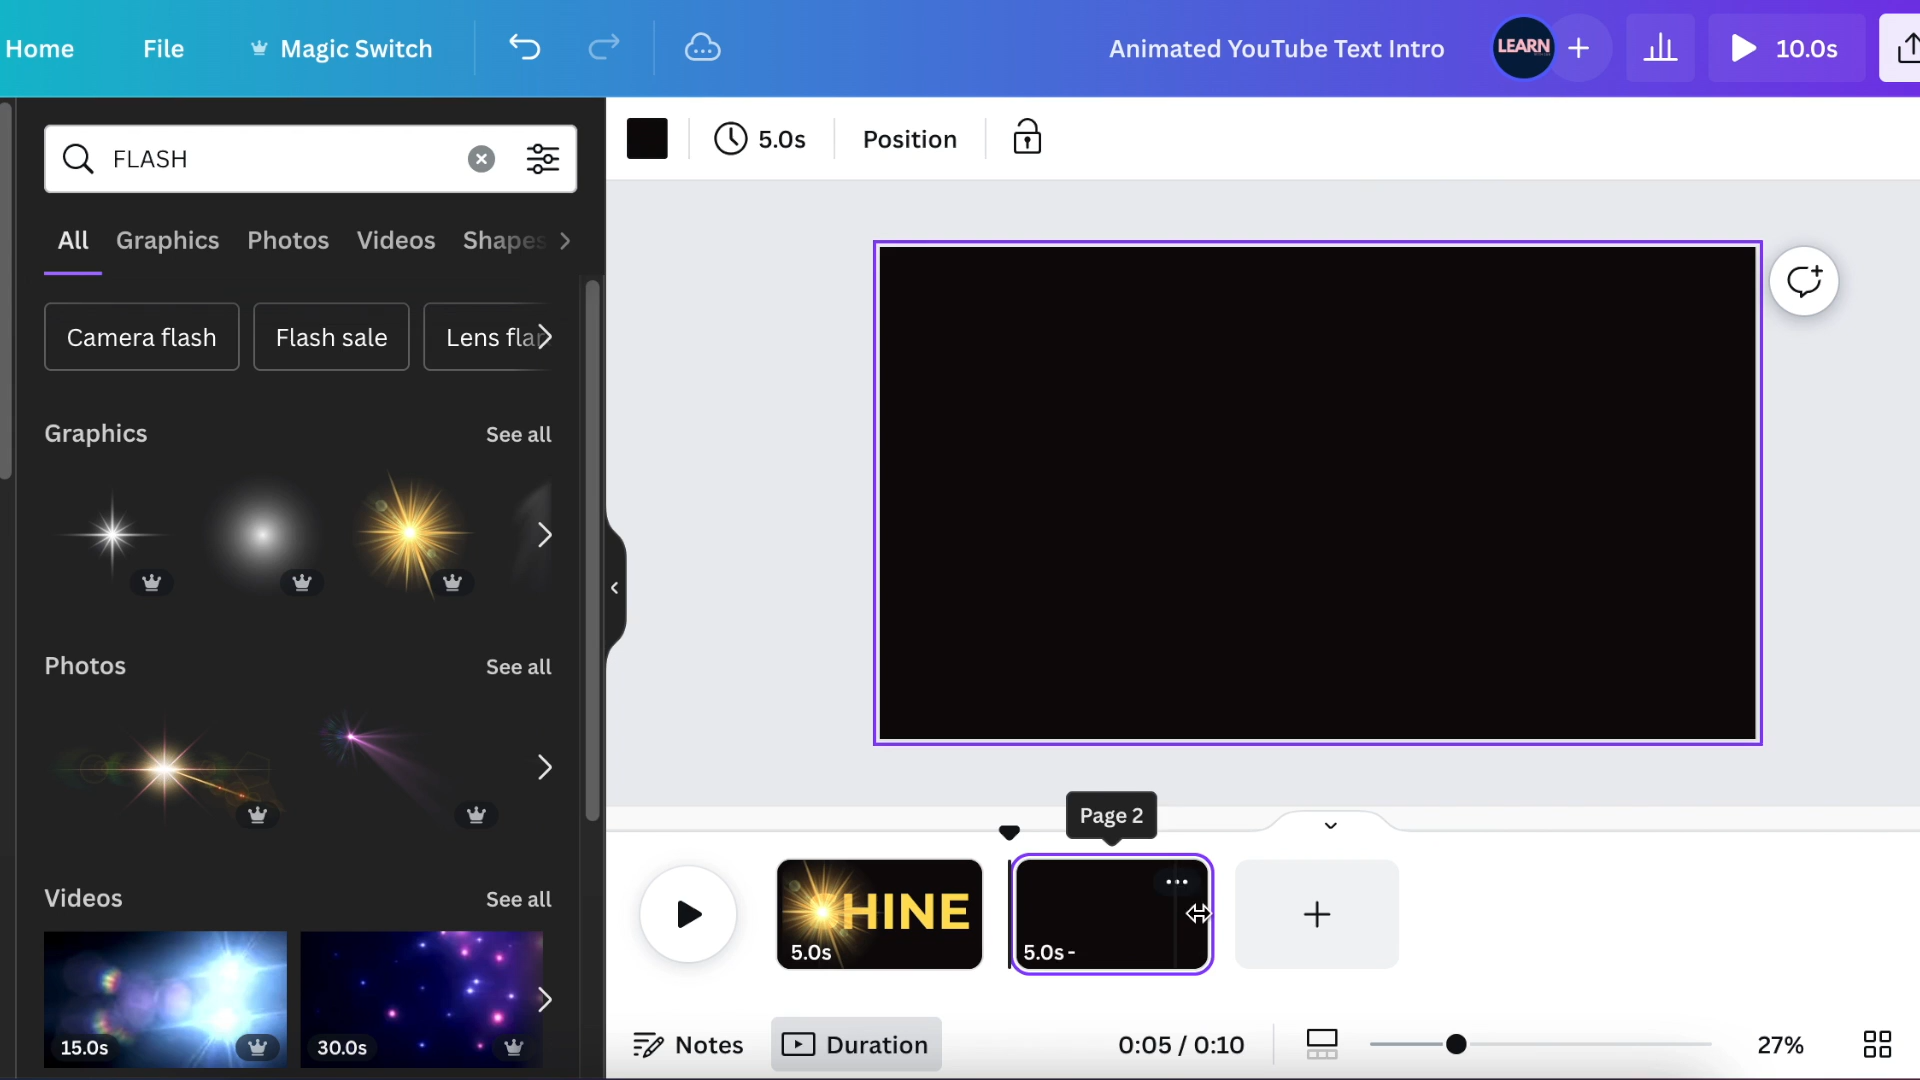 Home File Magic Switch Animated YouTube Text Intro LEARN 10.0s
FLASH
5.0s Position
All Graphics Photos Videos Shapes
Camera flash Flash sale Lens flar
Graphics See all
Photos See all
Page 2
HINE
5.0s 5.0s-
Videos See all
15.0s 30.0s
Notes Duration 0:05 / 0:10 27%